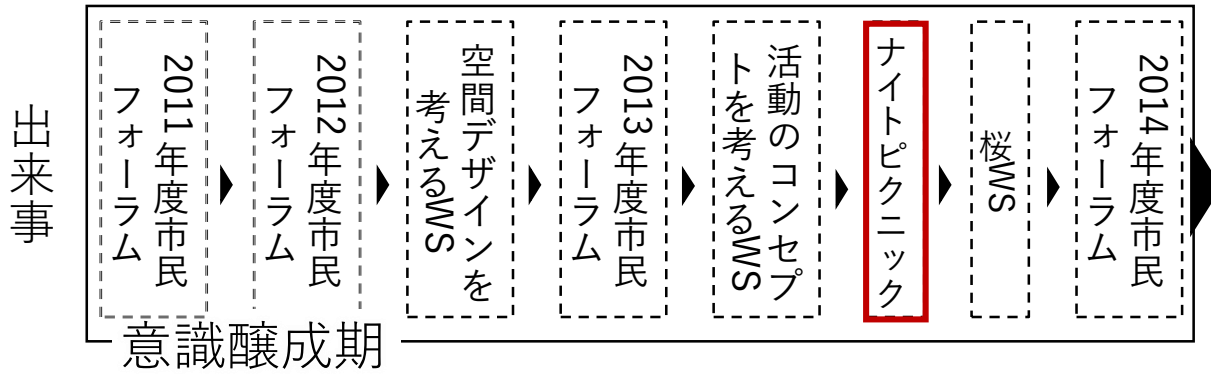 出来事
2011年度市民
フォーラム
2012年度市民
フォーラム
空間デザインを
考えるWS
2013年度市民
フォーラム
活動のコンセプ
トを考えるWS
ナイトピクニック
桜WS
2014年度市民
フォーラム
意識醸成期